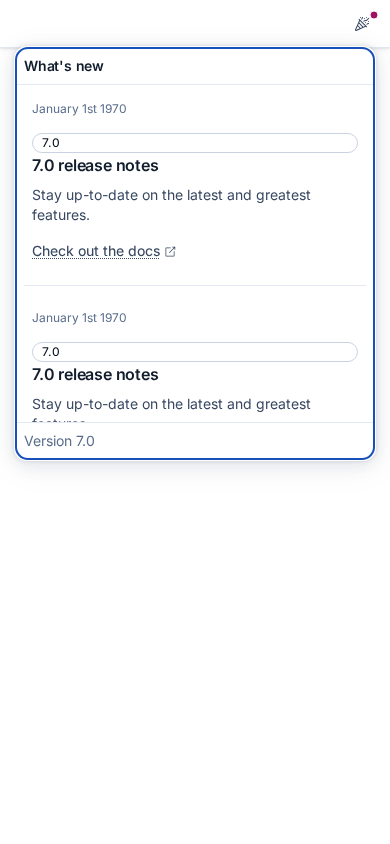 What's new
January 1st 1970
7.0
7.0 release notes
Stay up-to-date on the latest and greatest
features.
Check out the docs
January 1st 1970
7.0
7.0 release notes
Stay up-to-date on the latest and greatest
Version 7.0